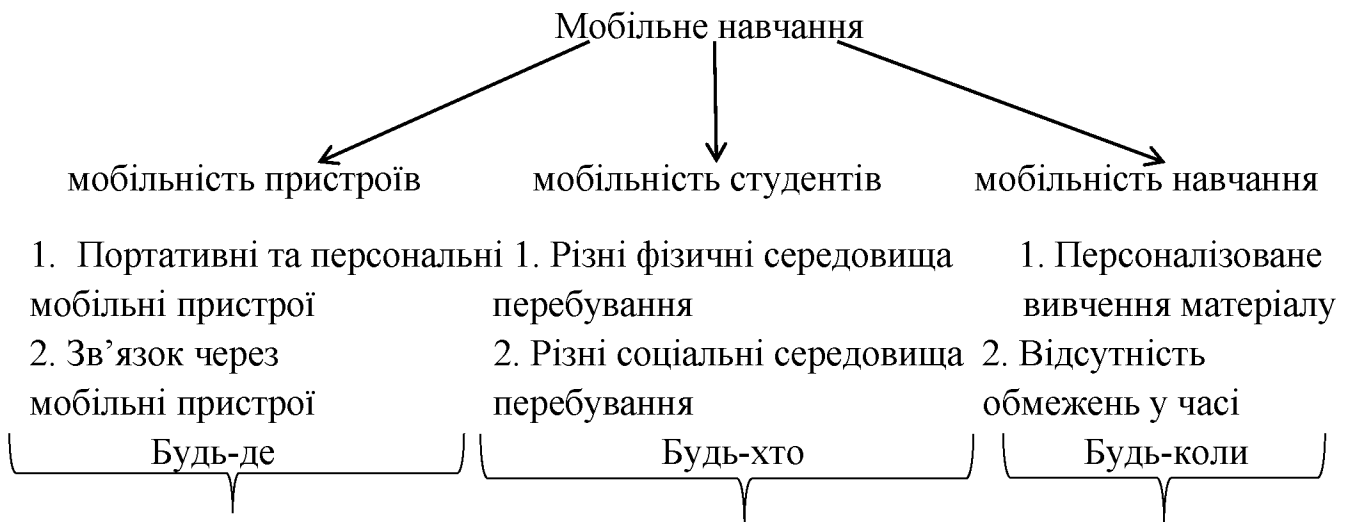 Мобільне навчання
мобільність пристроїв
1. Портативні та персональні
мобільні пристрої
2. Зв’язок через
мобільні пристрої
Будь-де
мобільність студентів
1. Різні фізичні середовища
перебування
2. Різні соціальні середовища
перебування
Будь-хто
мобільність навчання
1. Персоналізоване
вивчення матеріалу
2. Відсутність
обмежень у часі
Будь-коли